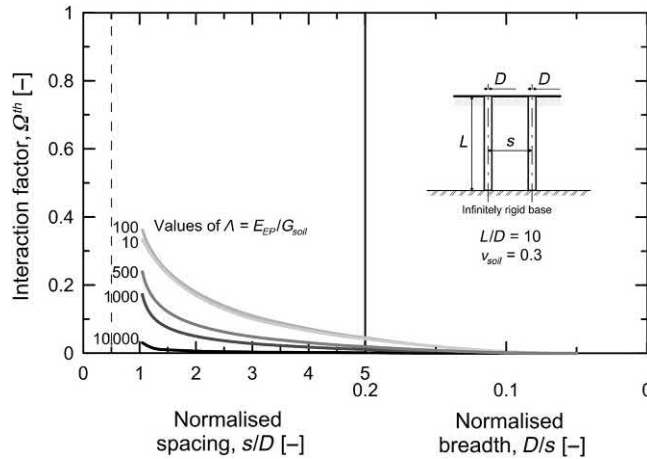 Interaction factor, Ω^th [–]
1
0.8
0.6
0.4
0.2
0
Values of Λ = E_EP/G_soil
100
10
500
1000
10 000
D D
L
s
Infinitely rigid base
L/D = 10
ν_soil = 0.3
0 1 2 3 4 5
0.2 0.1 0
Normalised
spacing, s/D [–]
Normalised
breadth, D/s [–]